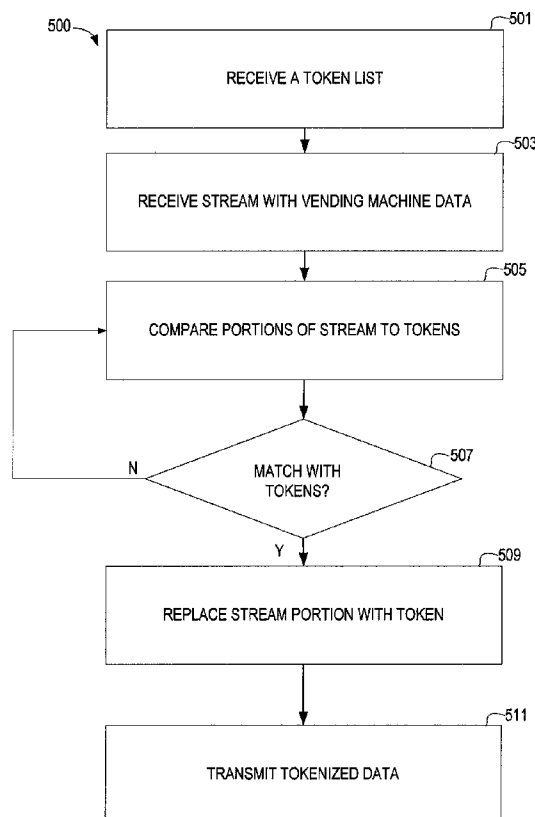 500
501
RECEIVE A TOKEN LIST
503
RECEIVE STREAM WITH VENDING MACHINE DATA
505
COMPARE PORTIONS OF STREAM TO TOKENS
507
N
MATCH WITH
TOKENS?
Y
509
REPLACE STREAM PORTION WITH TOKEN
511
TRANSMIT TOKENIZED DATA